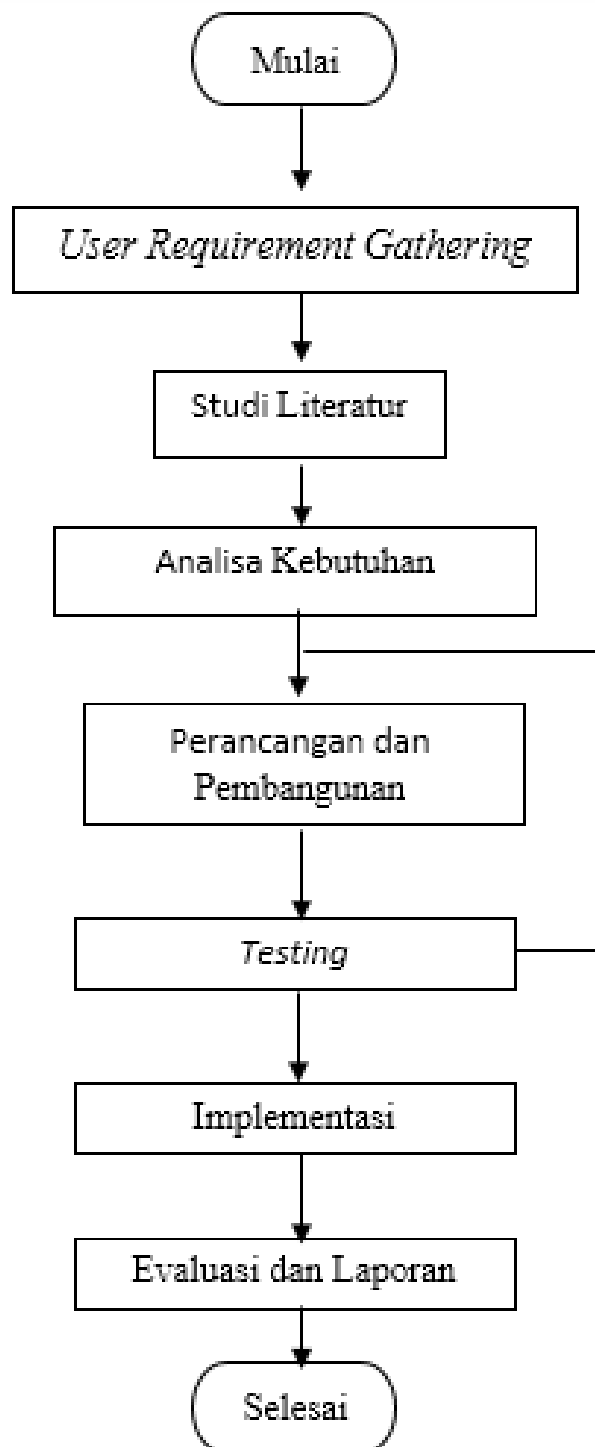 Mulai
User Requirement Gathering
Studi Literatur
Analisa Kebutuhan
Perancangan dan
Pembangunan
Testing
Implementasi
Evaluasi dan Laporan
Selesai